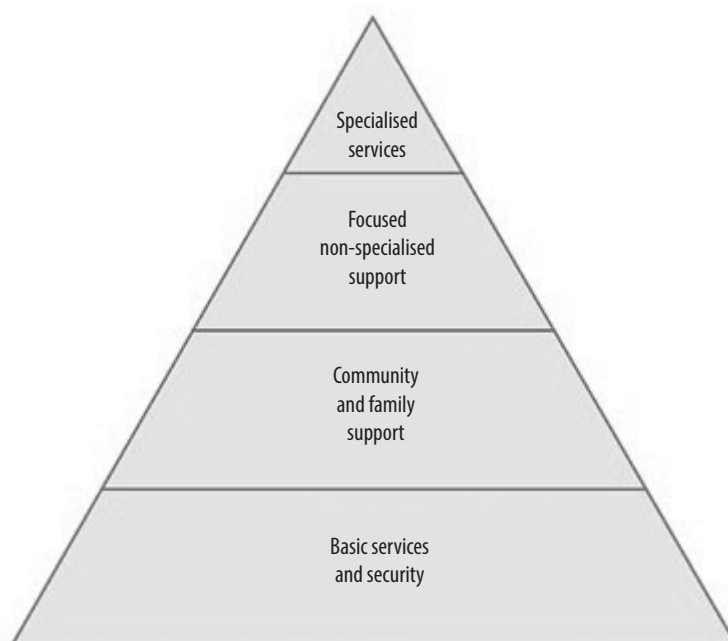 Specialised
services
Focused
non-specialised
support
Community
and family
support
Basic services
and security